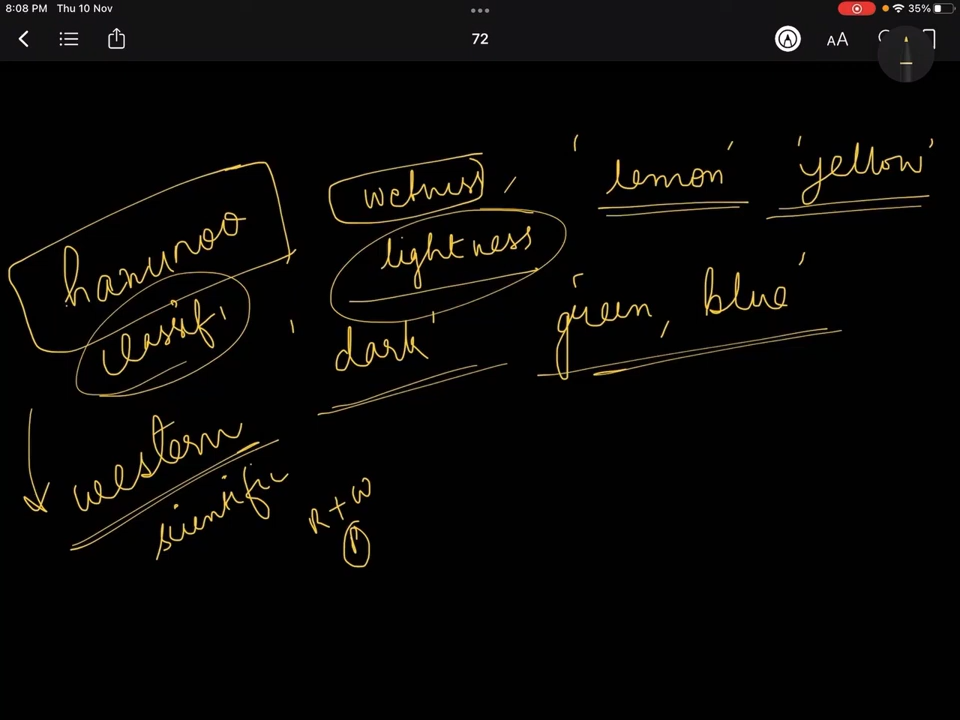 8:08 PM Thu 10 Nov
35%
72
AA
'lemon' 'yellow'
wetness,
hanunoo
lightness
classif.
dark'
green, blue'
western
scientific
R + W
P